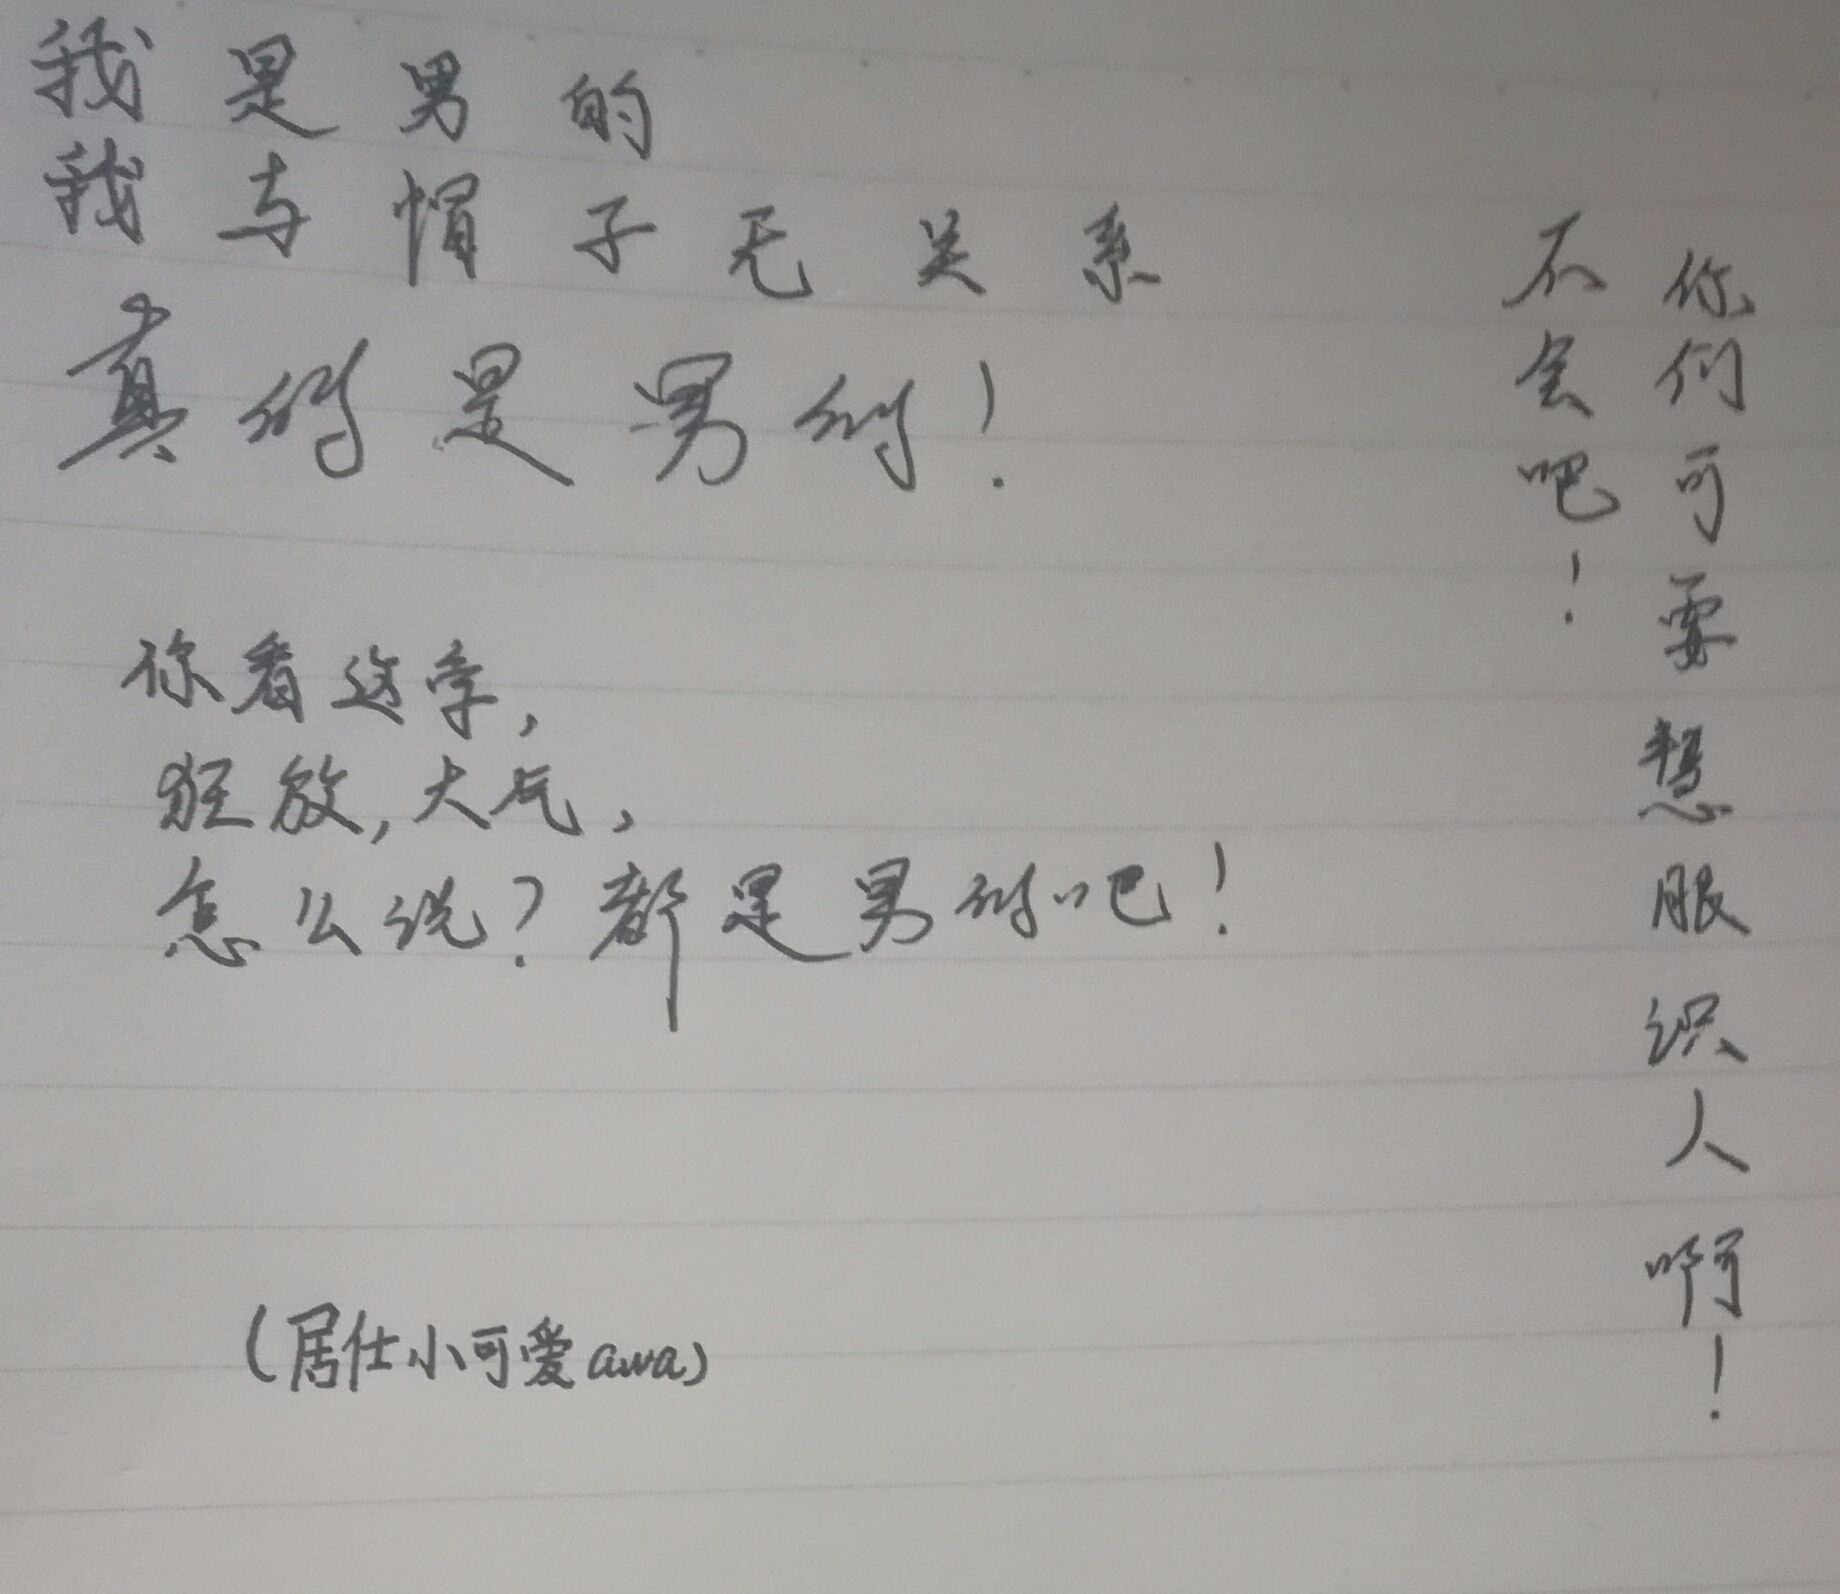 我是男的
我与帽子无关系
真的是男的！
你看这字，
狂放，大气，
怎么说？都是男的吧！
(居仕小可爱awa)
你们可要 服识人啊！
不会吧！